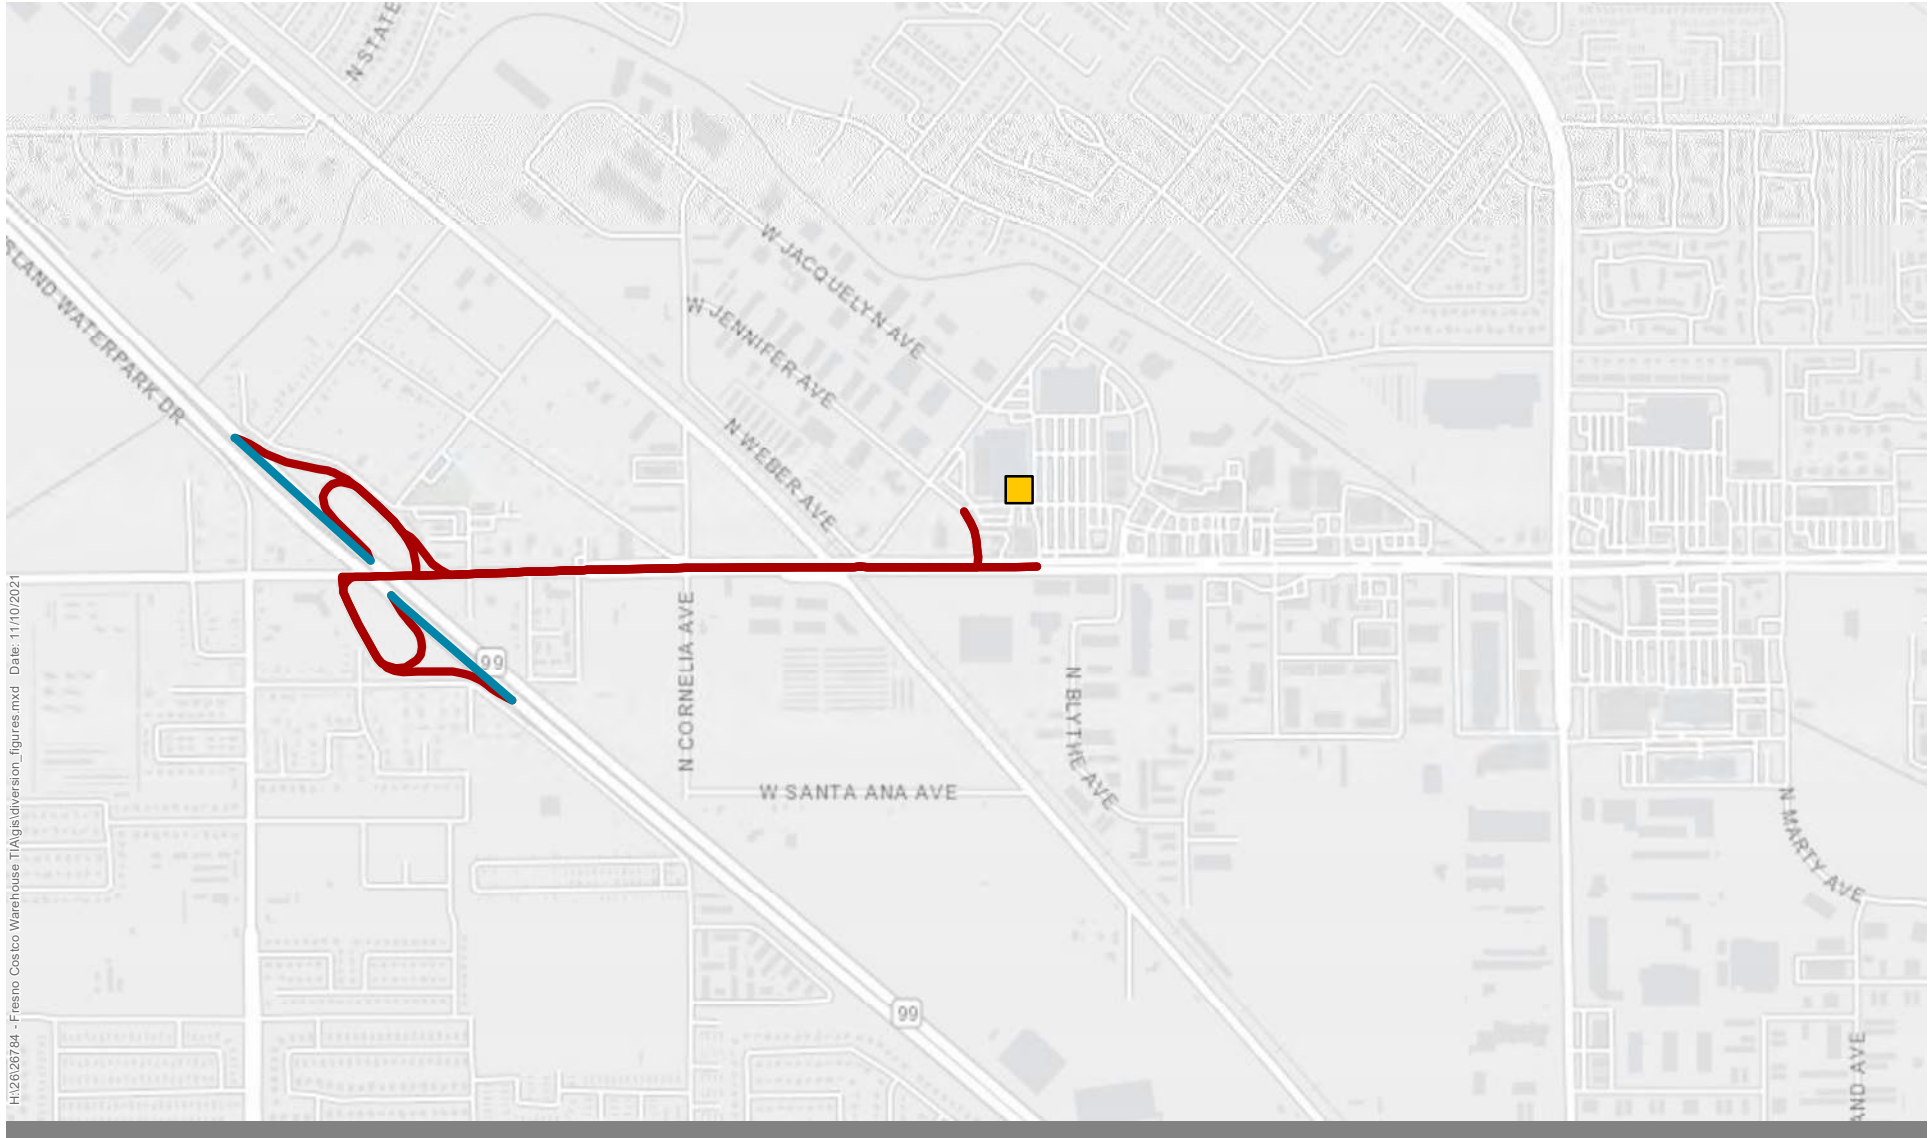 N STATE
RLAND WATERPARK DR
W JACQUELYN AVE
W JENNIFER AVE
N WEBER AVE
99
N CORNELIA AVE
N BLYTHE AVE
W SANTA ANA AVE
N MARTY AVE
99
AND AVE
H:\26\26784 - Fresno Costco Warehouse TIA\gis\diversion_figures.mxd Date: 11/10/2021